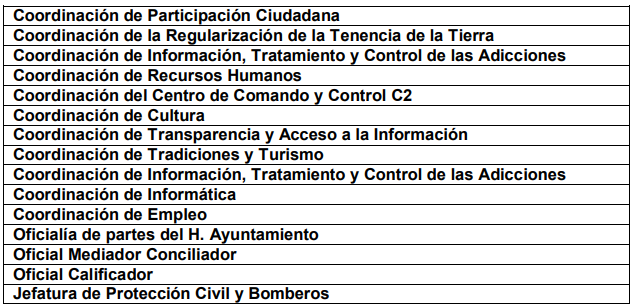 Coordinación de Participación Ciudadana
Coordinación de la Regularización de la Tenencia de la Tierra
Coordinación de Información, Tratamiento y Control de las Adicciones
Coordinación de Recursos Humanos
Coordinación del Centro de Comando y Control C2
Coordinación de Cultura
Coordinación de Transparencia y Acceso a la Información
Coordinación de Tradiciones y Turismo
Coordinación de Información, Tratamiento y Control de las Adicciones
Coordinación de Informática
Coordinación de Empleo
Oficialía de partes del H. Ayuntamiento
Oficial Mediador Conciliador
Oficial Calificador
Jefatura de Protección Civil y Bomberos